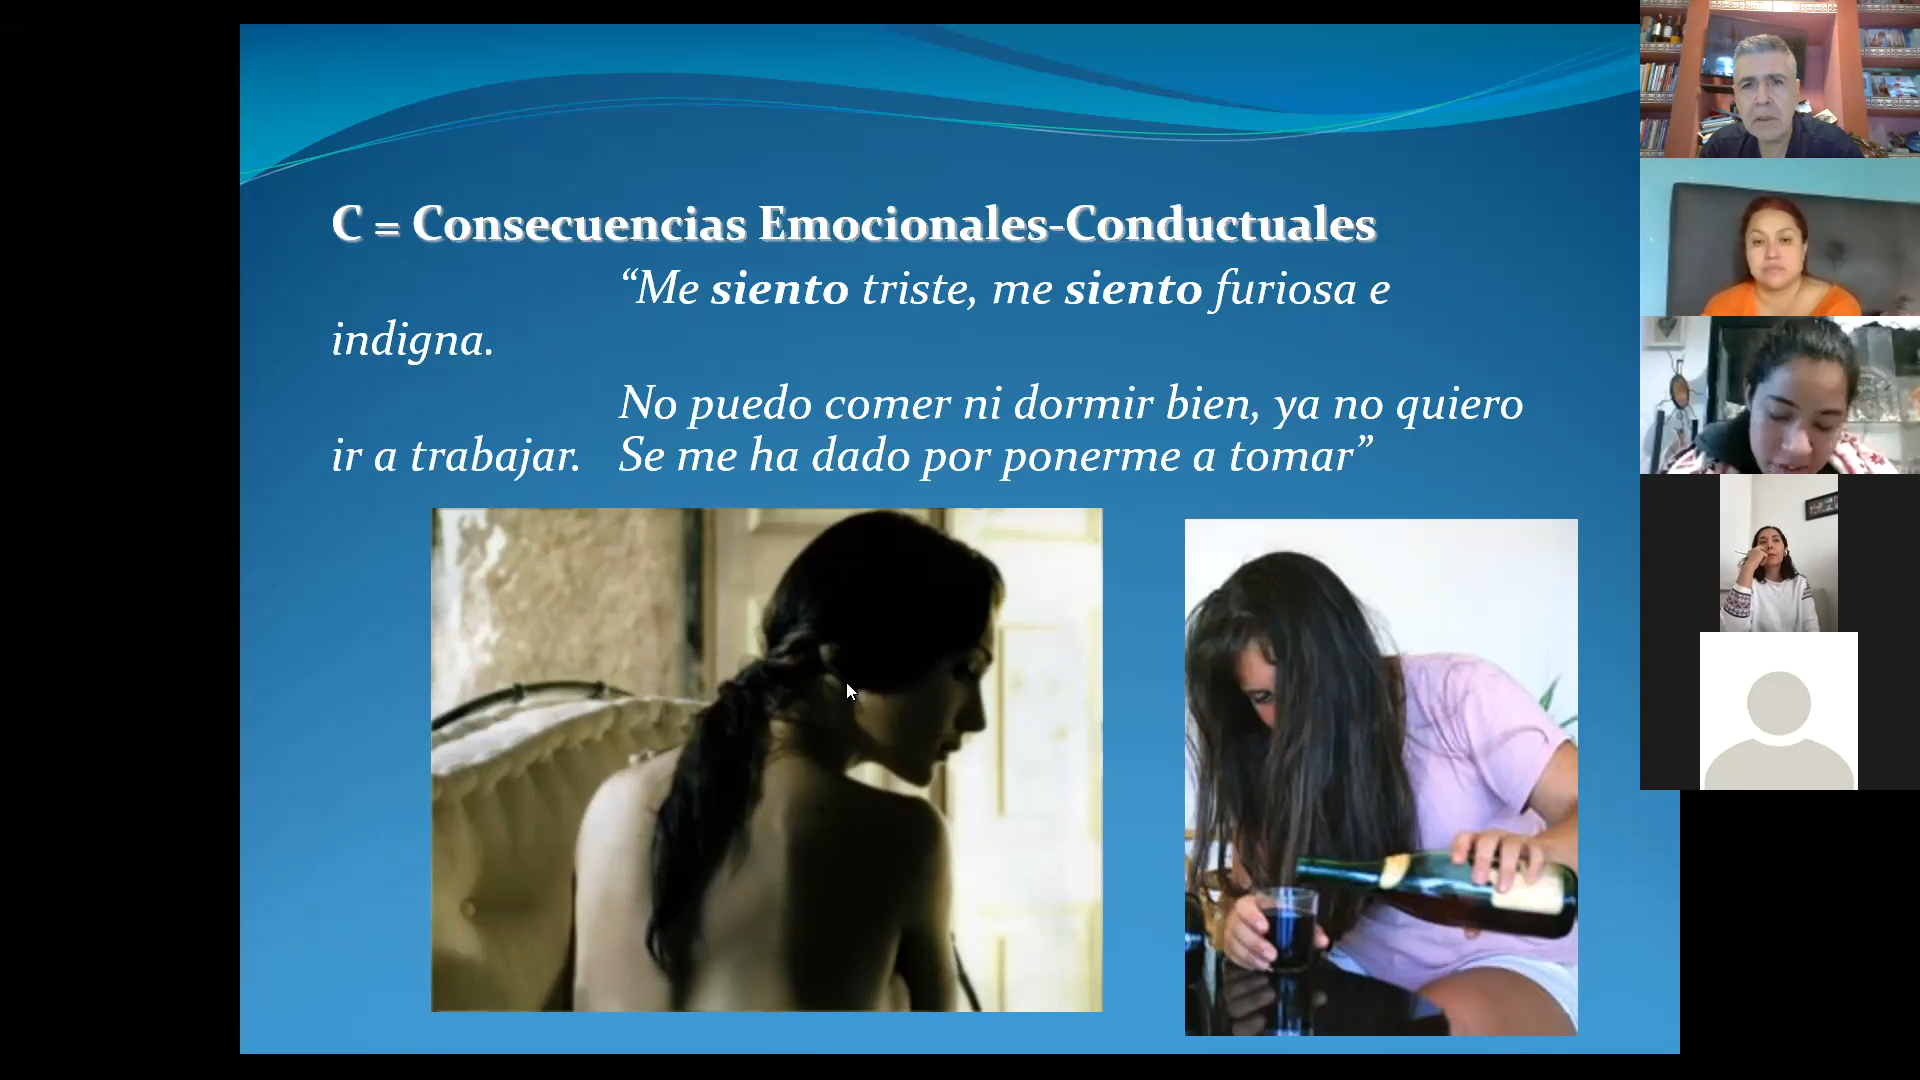 C = Consecuencias Emocionales-Conductuales
“Me siento triste, me siento furiosa e
indigna.
No puedo comer ni dormir bien, ya no quiero
ir a trabajar. Se me ha dado por ponerme a tomar”